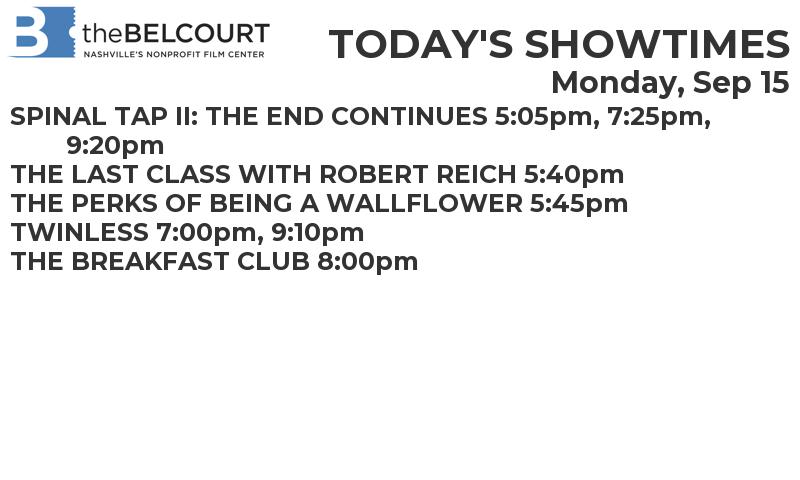 B theBELCOURT
NASHVILLE'S NONPROFIT FILM CENTER
TODAY'S SHOWTIMES
Monday, Sep 15
SPINAL TAP II: THE END CONTINUES 5:05pm, 7:25pm,
9:20pm
THE LAST CLASS WITH ROBERT REICH 5:40pm
THE PERKS OF BEING A WALLFLOWER 5:45pm
TWINLESS 7:00pm, 9:10pm
THE BREAKFAST CLUB 8:00pm